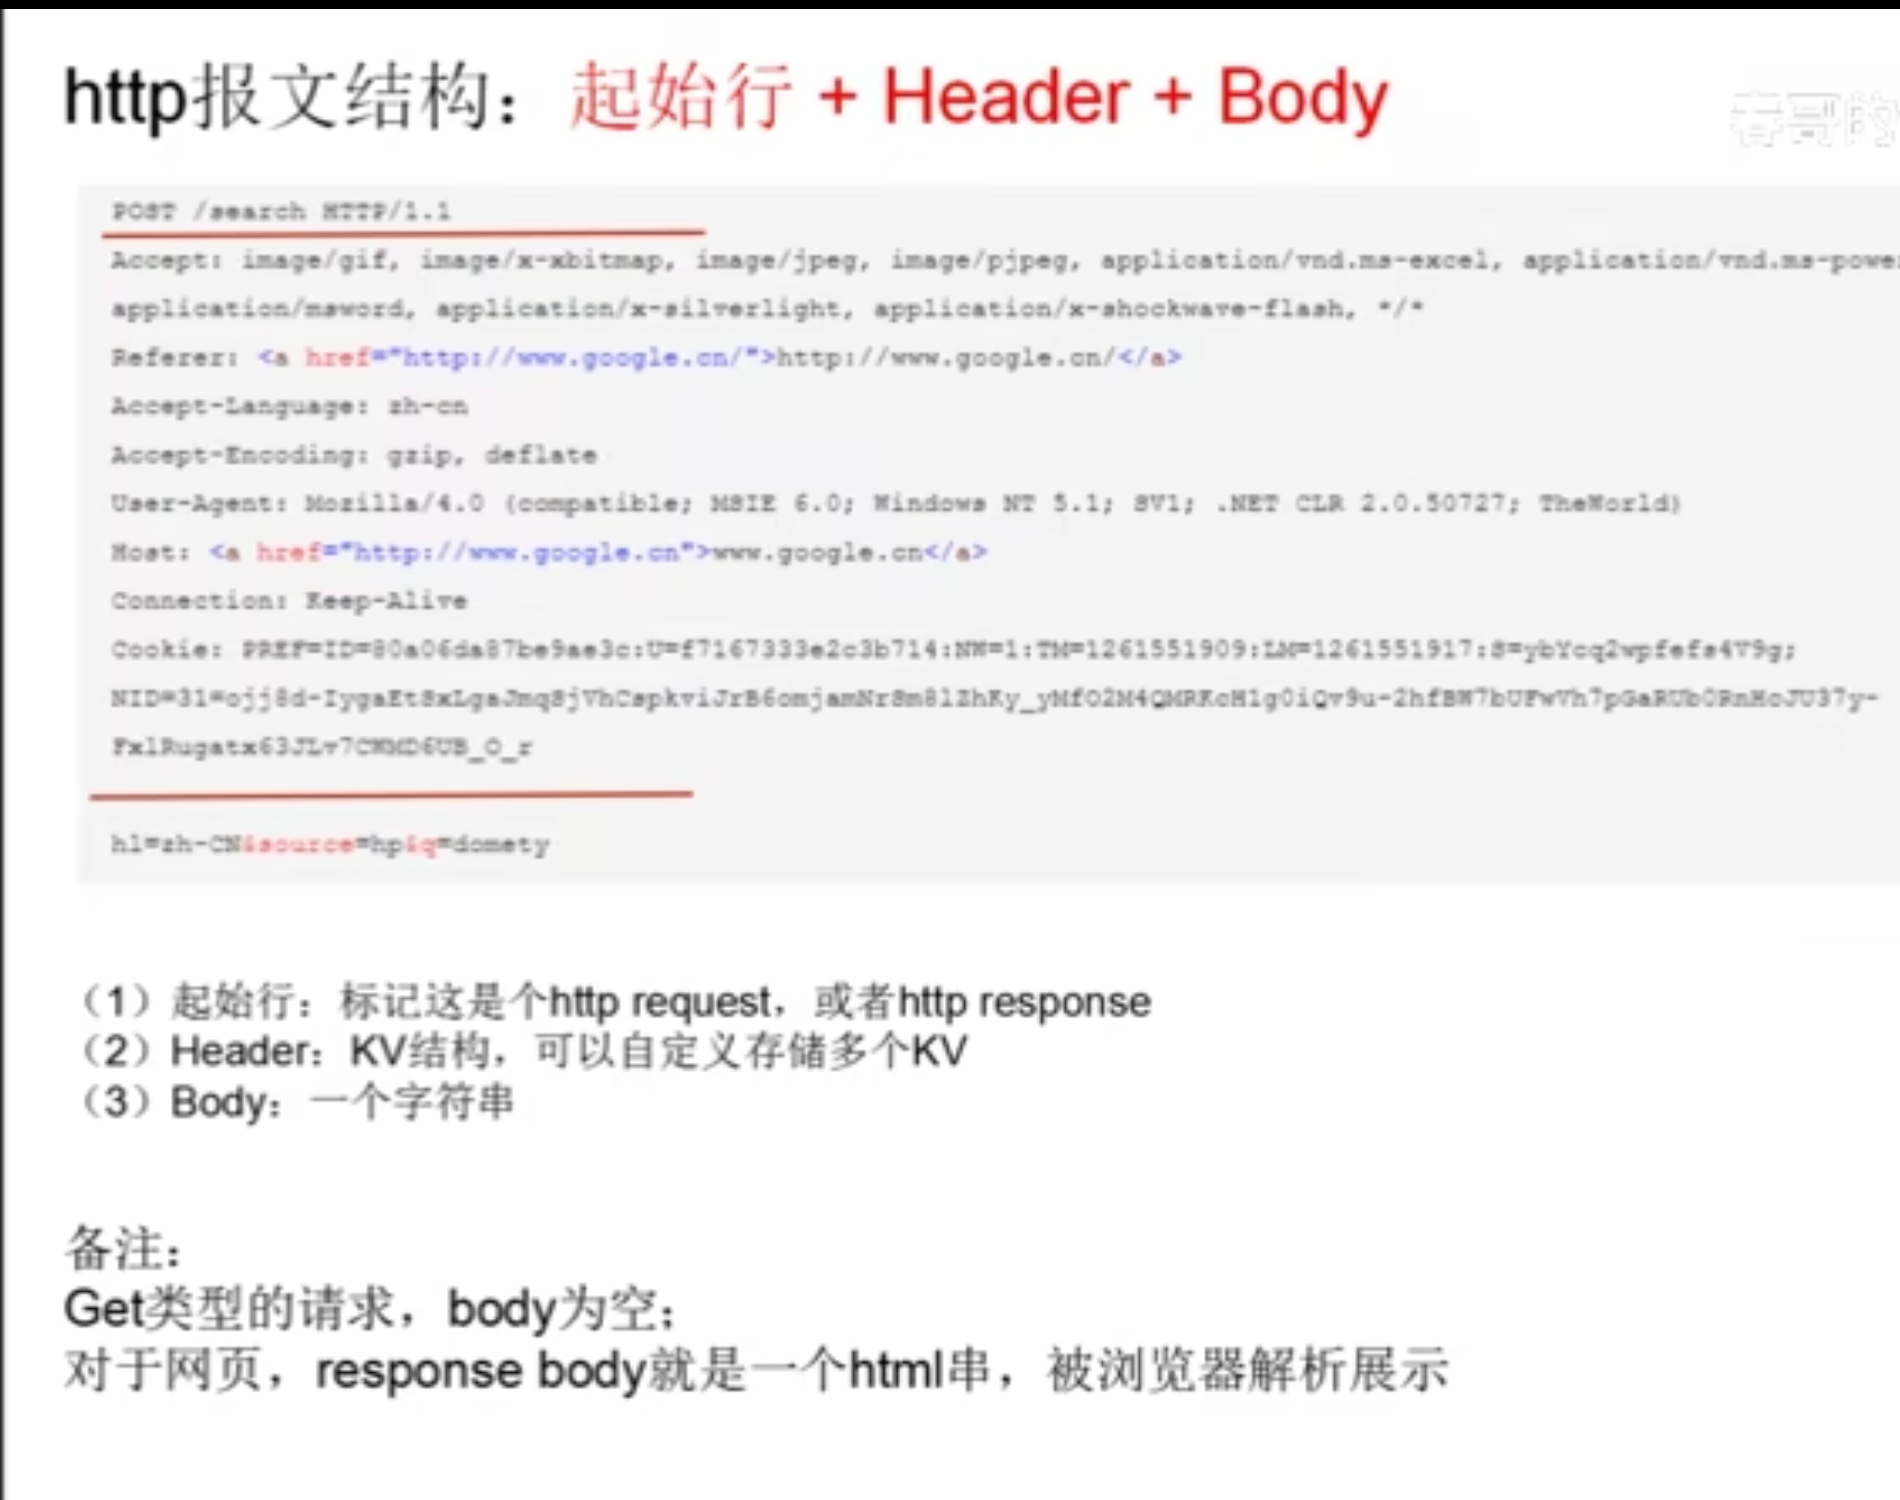 http报文结构：起始行 + Header + Body
春哥的
POST /search HTTP/1.1
Accept: image/gif, image/x-xbitmap, image/jpeg, image/pjpeg, application/vnd.ms-excel, application/vnd.ms-power
application/msword, application/x-silverlight, application/x-shockwave-flash, */*
Referer: <a href="http://www.google.cn/">http://www.google.cn/</a>
Accept-Language: zh-cn
Accept-Encoding: gzip, deflate
User-Agent: Mozilla/4.0 (compatible; MSIE 6.0; Windows NT 5.1; SV1; .NET CLR 2.0.50727; TheWorld)
Host: <a href="http://www.google.cn">www.google.cn</a>
Connection: Keep-Alive
Cookie: PREF=ID=80a06da87be9ae3c:U=f7167333e2c3b714:NW=1:TM=1261551909:LM=1261551917:S=ybYcq2wpfefs4V9g;
NID=31=ojj8d-IygaEtSxLgaJmqSjVhCspkviJrB6omjamNrSm8lZhKy_yMfO2M4QMRKcH1g0iQv9u-2hfBW7bUFwVh7pGaRUb0RnHcJU37y-
FxlRugatx63JLv7CWMD6UB_O_r
hl=zh-CN&source=hp&q=domety
（1）起始行：标记这是个http request，或者http response
（2）Header：KV结构，可以自定义存储多个KV
（3）Body：一个字符串
备注：
Get类型的请求，body为空；
对于网页，response body就是一个html串，被浏览器解析展示